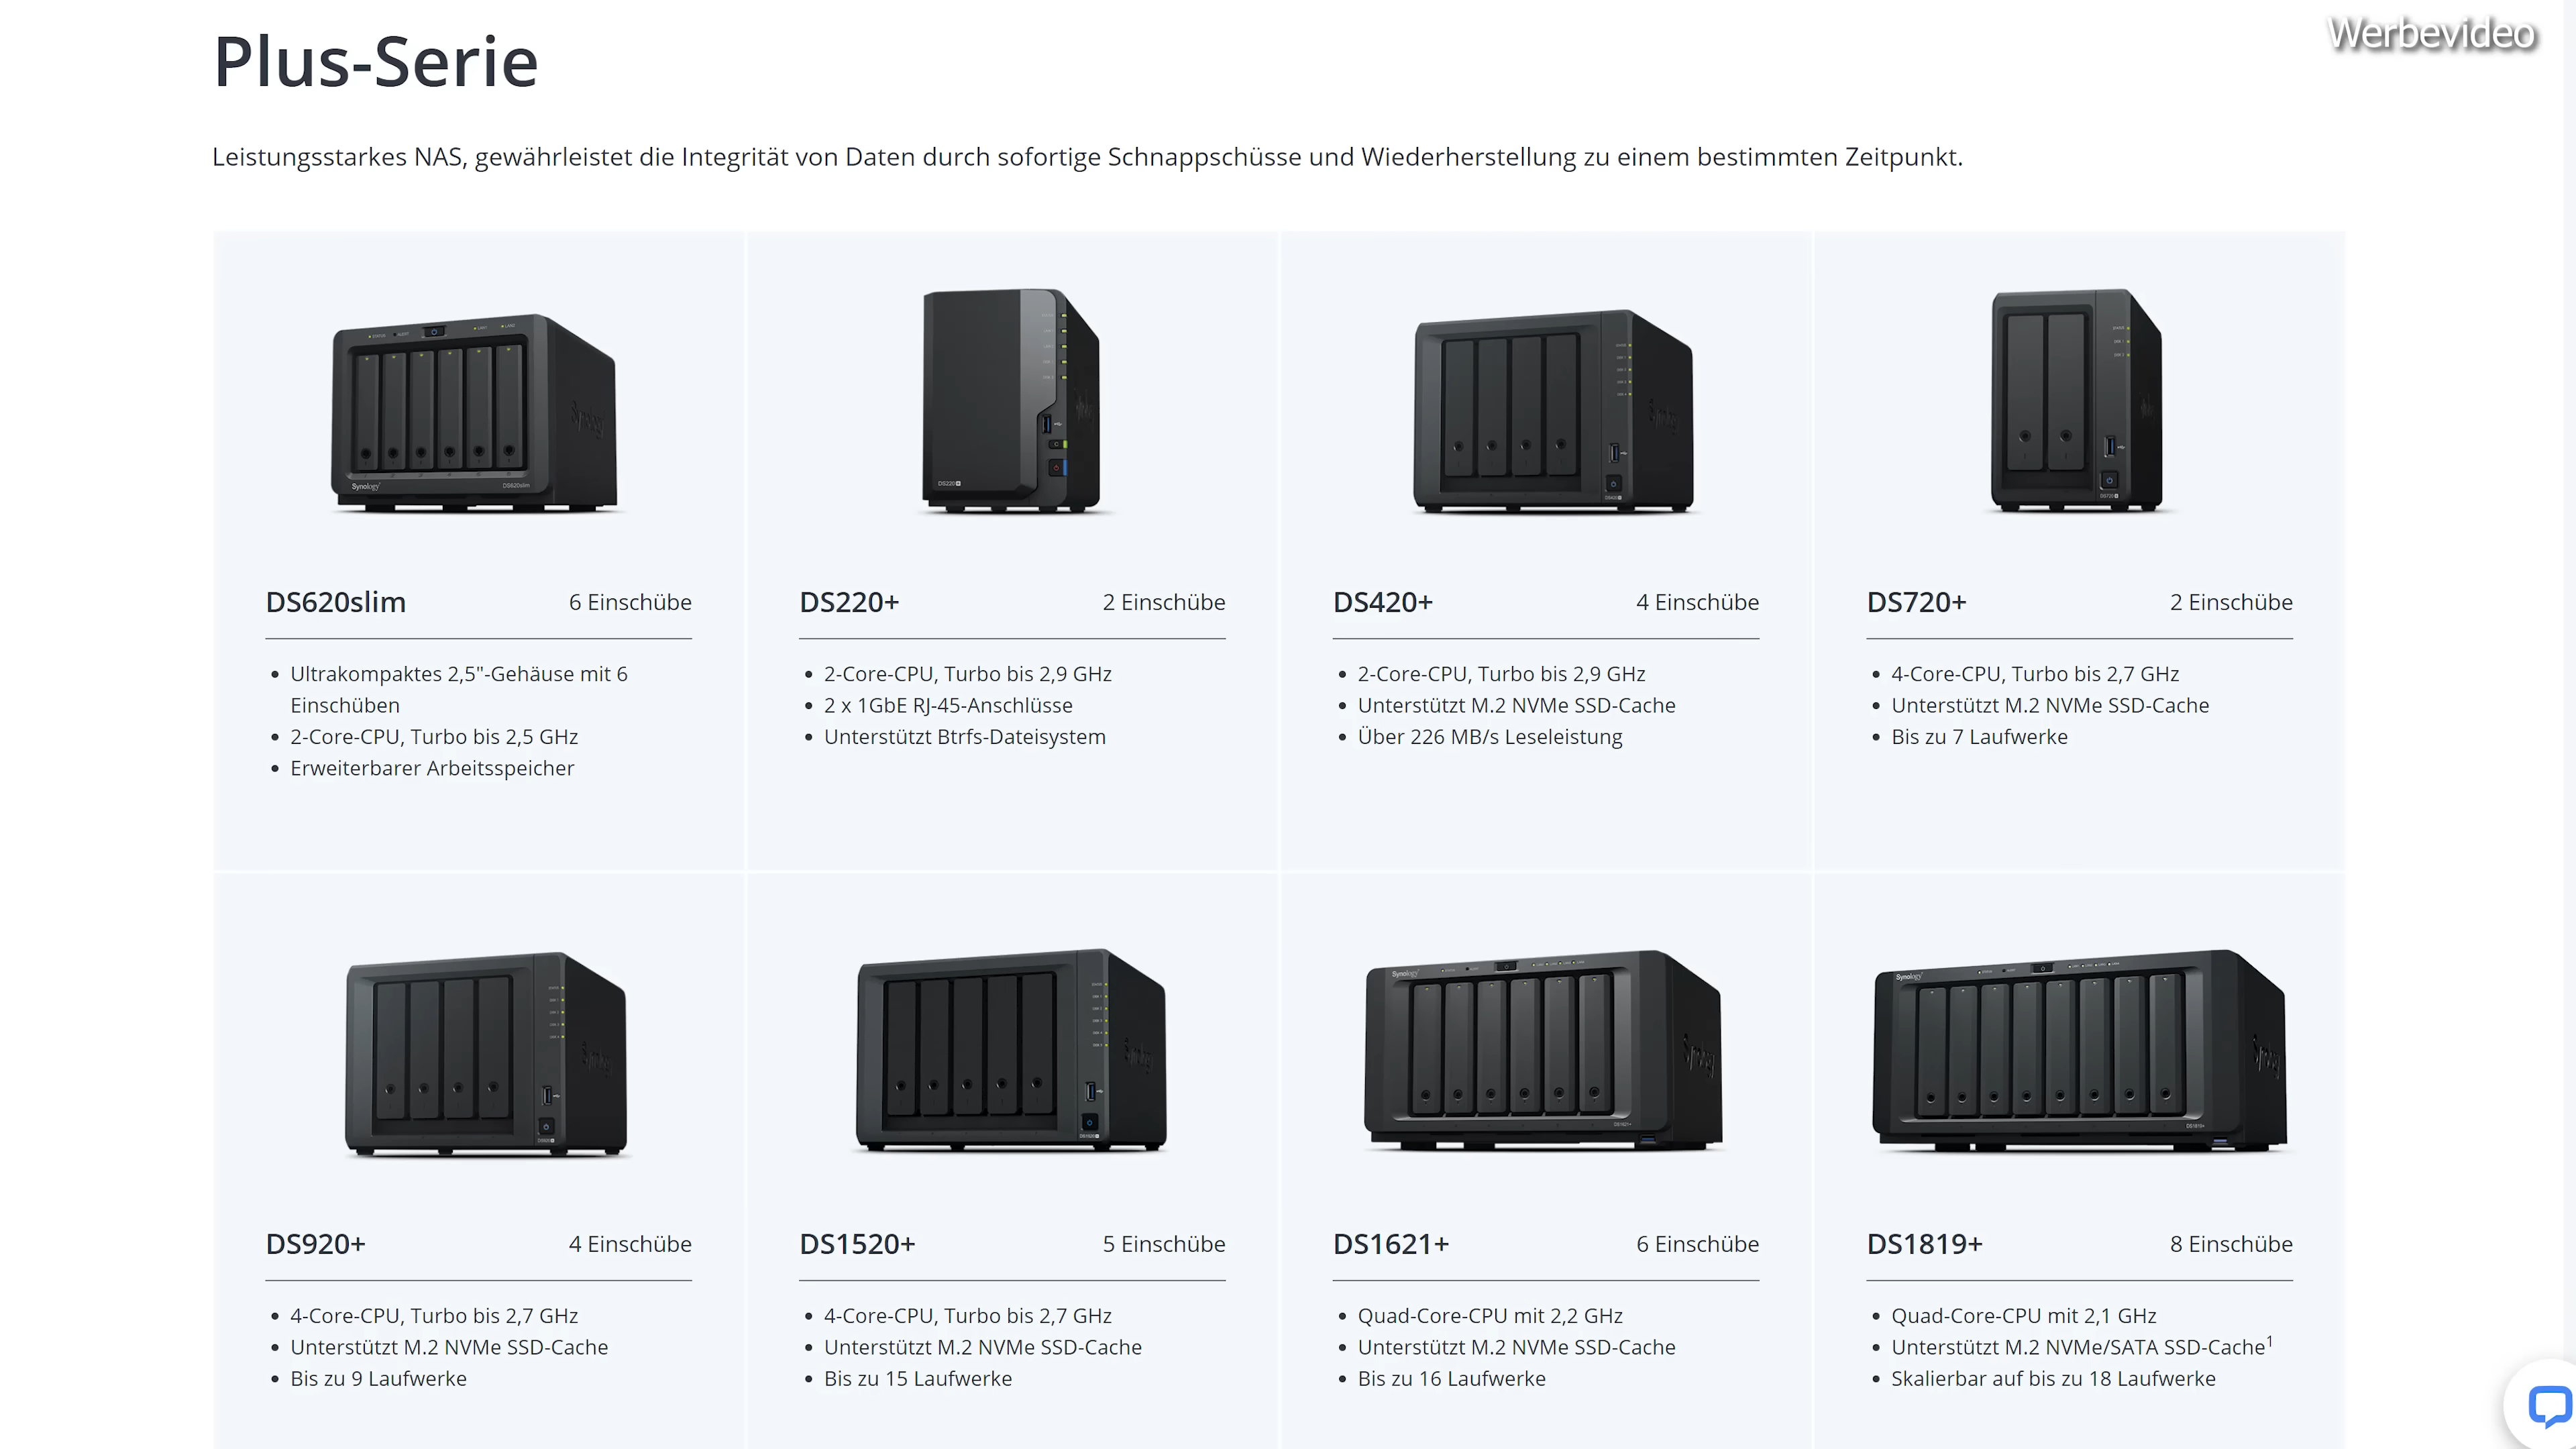 Werbevideo
Plus-Serie
Leistungsstarkes NAS, gewährleistet die Integrität von Daten durch sofortige Schnappschüsse und Wiederherstellung zu einem bestimmten Zeitpunkt.
Synology
DS620slim
DS220+
DS420+
DS720+
DS620slim 6 Einschübe
Ultrakompaktes 2,5"-Gehäuse mit 6
Einschüben
2-Core-CPU, Turbo bis 2,5 GHz
Erweiterbarer Arbeitsspeicher
DS220+ 2 Einschübe
2-Core-CPU, Turbo bis 2,9 GHz
2 x 1GbE RJ-45-Anschlüsse
Unterstützt Btrfs-Dateisystem
DS420+ 4 Einschübe
2-Core-CPU, Turbo bis 2,9 GHz
Unterstützt M.2 NVMe SSD-Cache
Über 226 MB/s Leseleistung
DS720+ 2 Einschübe
4-Core-CPU, Turbo bis 2,7 GHz
Unterstützt M.2 NVMe SSD-Cache
Bis zu 7 Laufwerke
Synology
Synology
DS1621+
DS1819+
DS920+ 4 Einschübe
4-Core-CPU, Turbo bis 2,7 GHz
Unterstützt M.2 NVMe SSD-Cache
Bis zu 9 Laufwerke
DS1520+ 5 Einschübe
4-Core-CPU, Turbo bis 2,7 GHz
Unterstützt M.2 NVMe SSD-Cache
Bis zu 15 Laufwerke
DS1621+ 6 Einschübe
Quad-Core-CPU mit 2,2 GHz
Unterstützt M.2 NVMe SSD-Cache
Bis zu 16 Laufwerke
DS1819+ 8 Einschübe
Quad-Core-CPU mit 2,1 GHz
Unterstützt M.2 NVMe/SATA SSD-Cache¹
Skalierbar auf bis zu 18 Laufwerke